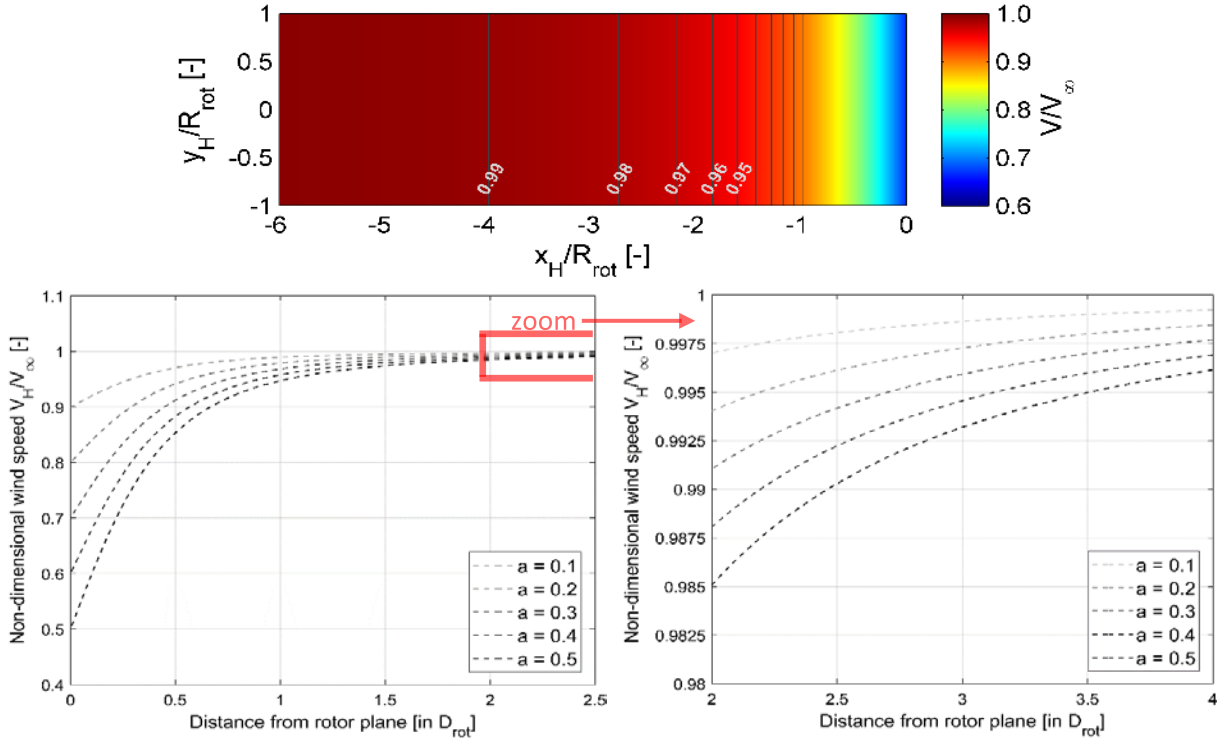 1
0.5
0
-0.5
-1
y_H/R_rot [-]
0.99
0.98
0.97
0.96
0.95
-6
-5
-4
-3
-2
-1
0
x_H/R_rot [-]
1.0
0.9
0.8
0.7
0.6
V/V_∞
1.1
1
0.9
0.8
0.7
0.6
0.5
0.4
Non-dimensional wind speed V_H/V_∞ [-]
zoom
a = 0.1
a = 0.2
a = 0.3
a = 0.4
a = 0.5
0
0.5
1
1.5
2
2.5
Distance from rotor plane [in D_rot]
1
0.9975
0.995
0.9925
0.99
0.9875
0.985
0.9825
0.98
Non-dimensional wind speed V_H/V_∞ [-]
a = 0.1
a = 0.2
a = 0.3
a = 0.4
a = 0.5
2
2.5
3
3.5
4
Distance from rotor plane [in D_rot]